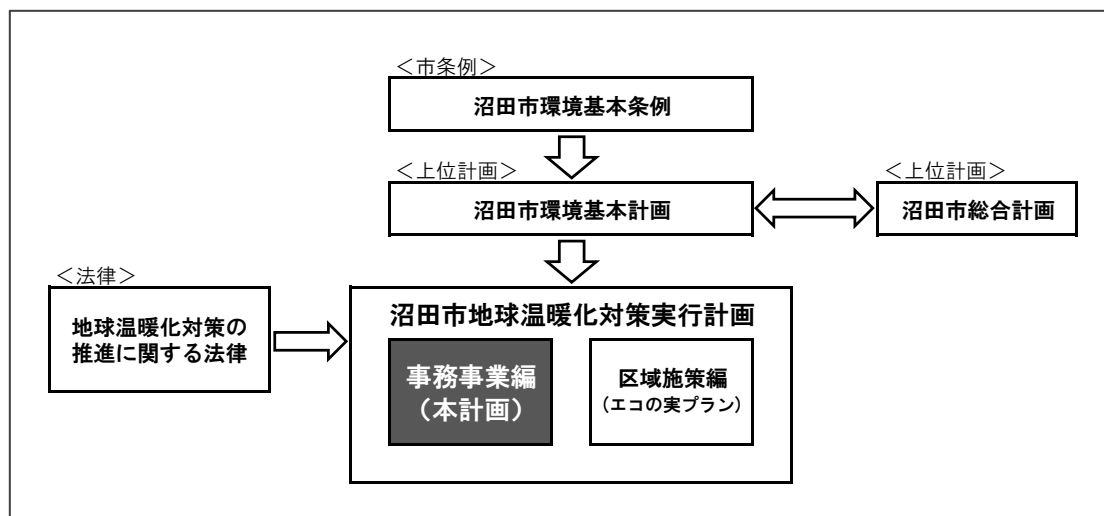 ＜市条例＞
沼田市環境基本条例
＜上位計画＞
沼田市環境基本計画
＜上位計画＞
沼田市総合計画
＜法律＞
地球温暖化対策の
推進に関する法律
沼田市地球温暖化対策実行計画
事務事業編
（本計画）
区域施策編
（エコの実プラン）